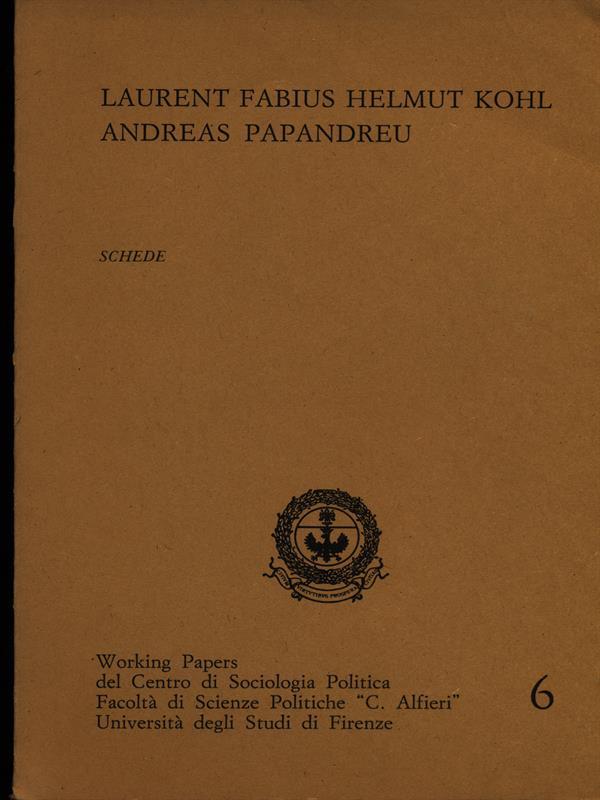 LAURENT FABIUS HELMUT KOHL
ANDREAS PAPANDREU
SCHEDE
Working Papers
del Centro di Sociologia Politica
Facoltà di Scienze Politiche "C. Alfieri"
Università degli Studi di Firenze
6